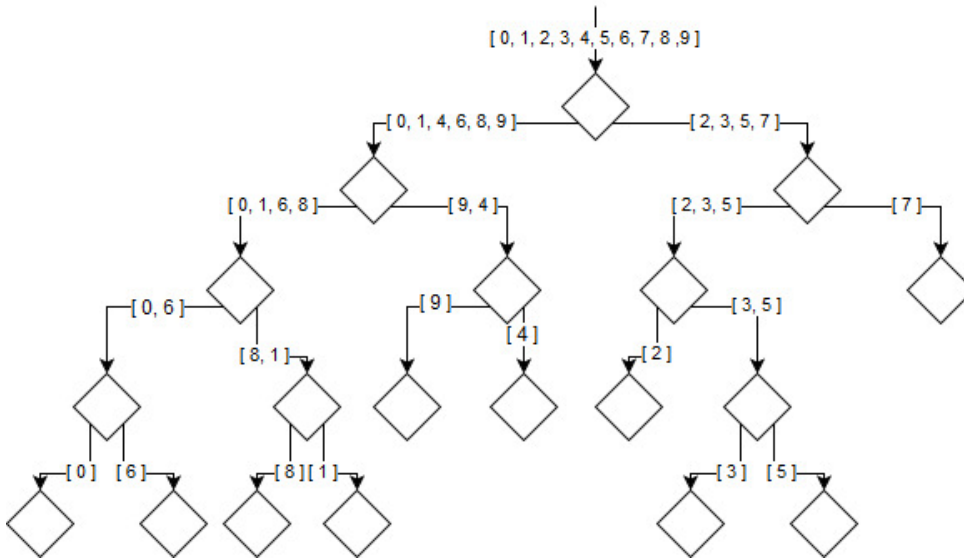 [ 0, 1, 2, 3, 4, 5, 6, 7, 8 ,9 ]
[ 0, 1, 4, 6, 8, 9 ]
[ 2, 3, 5, 7 ]
[ 0, 1, 6, 8 ]
[ 9, 4 ]
[ 2, 3, 5 ]
[ 7 ]
[ 0, 6 ]
[ 9 ]
[ 3, 5 ]
[ 4 ]
[ 8, 1 ]
[ 2 ]
[ 0 ]
[ 6 ]
[ 8 ]
[ 1 ]
[ 3 ]
[ 5 ]